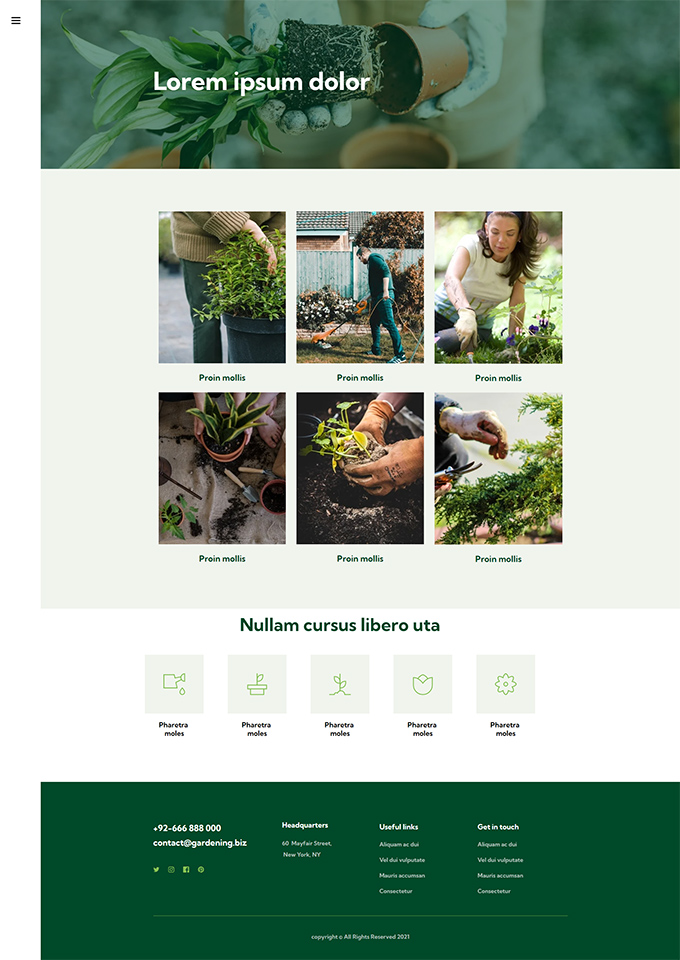 Lorem ipsum dolor
Proin mollis
Proin mollis
Proin mollis
Proin mollis
Proin mollis
Proin mollis
Nullam cursus libero uta
Pharetra
moles
Pharetra
moles
Pharetra
moles
Pharetra
moles
Pharetra
moles
+92-666 888 000
contact@gardening.biz
Headquarters
60 Mayfair Street,
New York, NY
Useful links
Aliquam ac dui
Vel dui vulputate
Mauris accumsan
Consectetur
Get in touch
Aliquam ac dui
Vel dui vulputate
Mauris accumsan
Consectetur
copyright © All Rights Reserved 2021